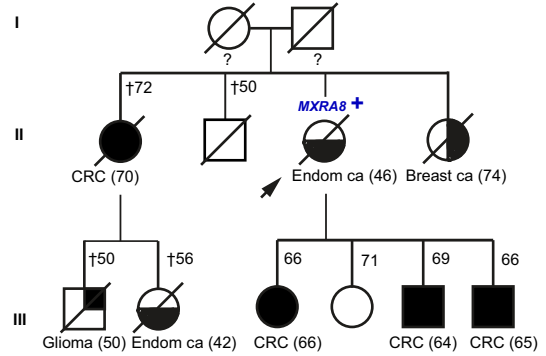 I
? ?
†72 †50
MXRA8 +
II
CRC (70) Endom ca (46) Breast ca (74)
†50 †56 66 71 69 66
III
Glioma (50) Endom ca (42) CRC (66) CRC (64) CRC (65)